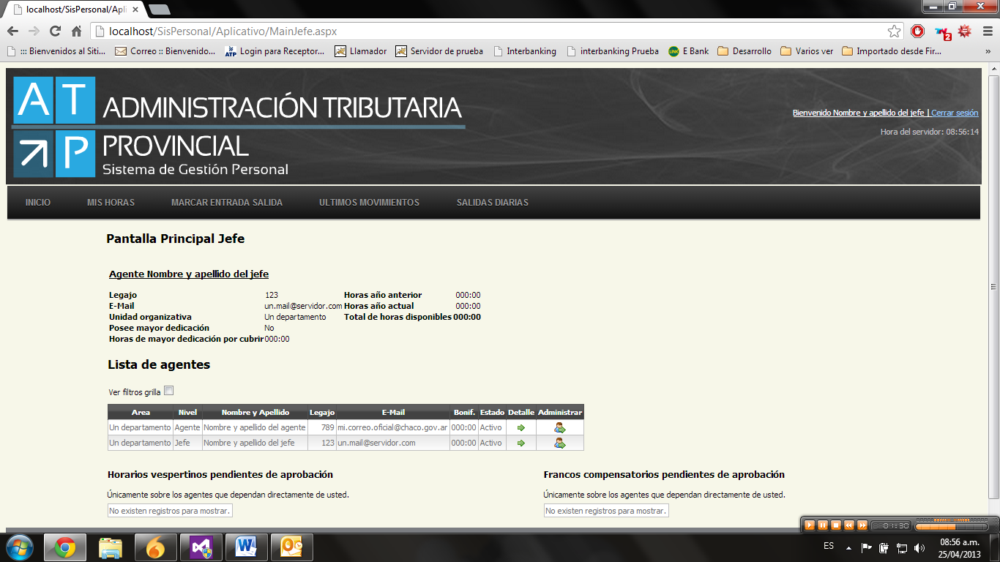 localhost/SisPersonal/Apli
localhost/SisPersonal/Aplicativo/MainJefe.aspx
2
::: Bienvenidos al Siti...
Correo :: Bienvenido...
ATP Login para Receptor...
Llamador
Servidor de prueba
Interbanking
interbanking Prueba
LINK E Bank
Desarrollo
Varios ver
Importado desde Fir...
»
AT
P
ADMINISTRACIÓN TRIBUTARIA
PROVINCIAL
Sistema de Gestión Personal
Bienvenido Nombre y apellido del jefe | Cerrar sesión
Hora del servidor: 08:56:14
INICIO MIS HORAS MARCAR ENTRADA SALIDA ULTIMOS MOVIMIENTOS SALIDAS DIARIAS
Pantalla Principal Jefe
Agente Nombre y apellido del jefe
Legajo 123 Horas año anterior 000:00
E-Mail un.mail@servidor.com Horas año actual 000:00
Unidad organizativa Un departamento Total de horas disponibles 000:00
Posee mayor dedicación No
Horas de mayor dedicación por cubrir 000:00
Lista de agentes
Ver filtros grilla
Area Nivel Nombre y Apellido Legajo E-Mail Bonif. Estado Detalle Administrar
Un departamento Agente Nombre y apellido del agente 789 mi.correo.oficial@chaco.gov.ar 000:00 Activo
Un departamento Jefe Nombre y apellido del jefe 123 un.mail@servidor.com 000:00 Activo
Horarios vespertinos pendientes de aprobación
Únicamente sobre los agentes que dependan directamente de usted.
No existen registros para mostrar.
Francos compensatorios pendientes de aprobación
Únicamente sobre los agentes que dependan directamente de usted.
No existen registros para mostrar.
01:30
ES
08:56 a.m.
25/04/2013